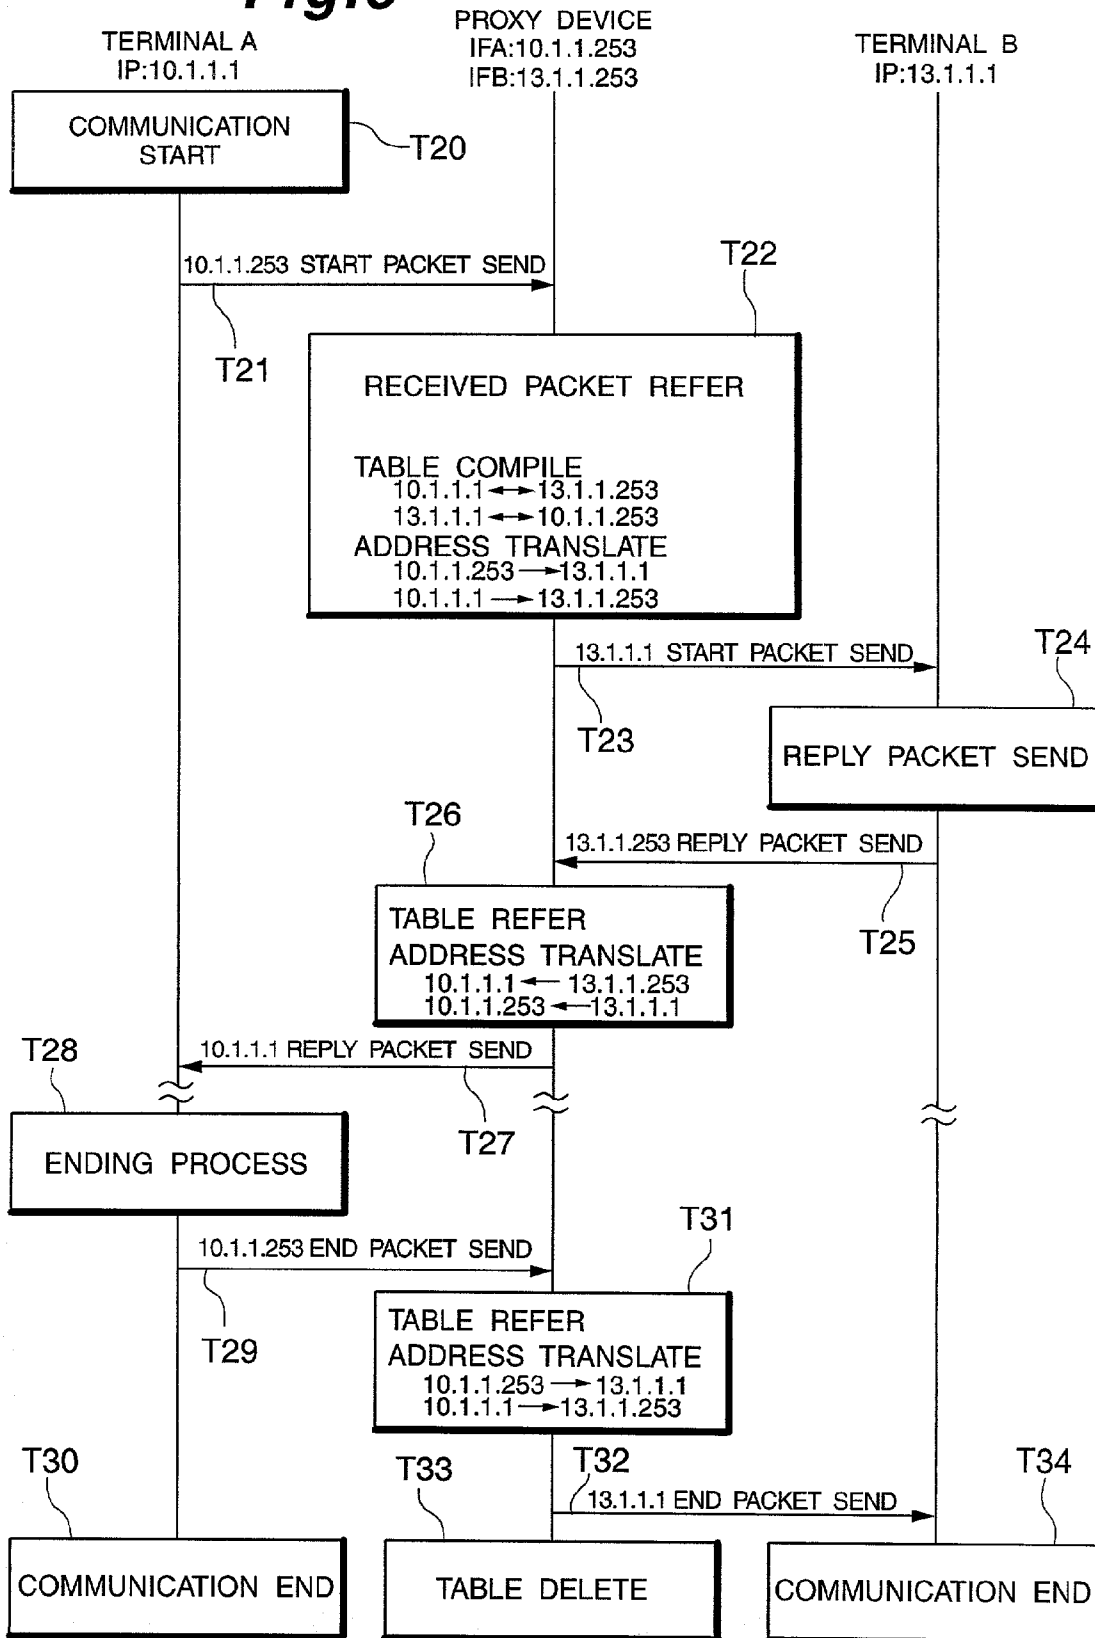 TERMINAL A
IP:10.1.1.1
PROXY DEVICE
IFA:10.1.1.253
IFB:13.1.1.253
TERMINAL B
IP:13.1.1.1
COMMUNICATION
START
T20
10.1.1.253 START PACKET SEND
T21
T22
RECEIVED PACKET REFER
TABLE COMPILE
10.1.1.1↔13.1.1.253
13.1.1.1↔10.1.1.253
ADDRESS TRANSLATE
10.1.1.253→13.1.1.1
10.1.1.1→13.1.1.253
13.1.1.1 START PACKET SEND
T23
T24
REPLY PACKET SEND
13.1.1.253 REPLY PACKET SEND
T25
T26
TABLE REFER
ADDRESS TRANSLATE
10.1.1.1←13.1.1.253
10.1.1.253←13.1.1.1
10.1.1.1 REPLY PACKET SEND
T27
T28
ENDING PROCESS
10.1.1.253 END PACKET SEND
T29
T31
TABLE REFER
ADDRESS TRANSLATE
10.1.1.253→13.1.1.1
10.1.1.1→13.1.1.253
T30
COMMUNICATION END
T33
TABLE DELETE
T32
13.1.1.1 END PACKET SEND
T34
COMMUNICATION END